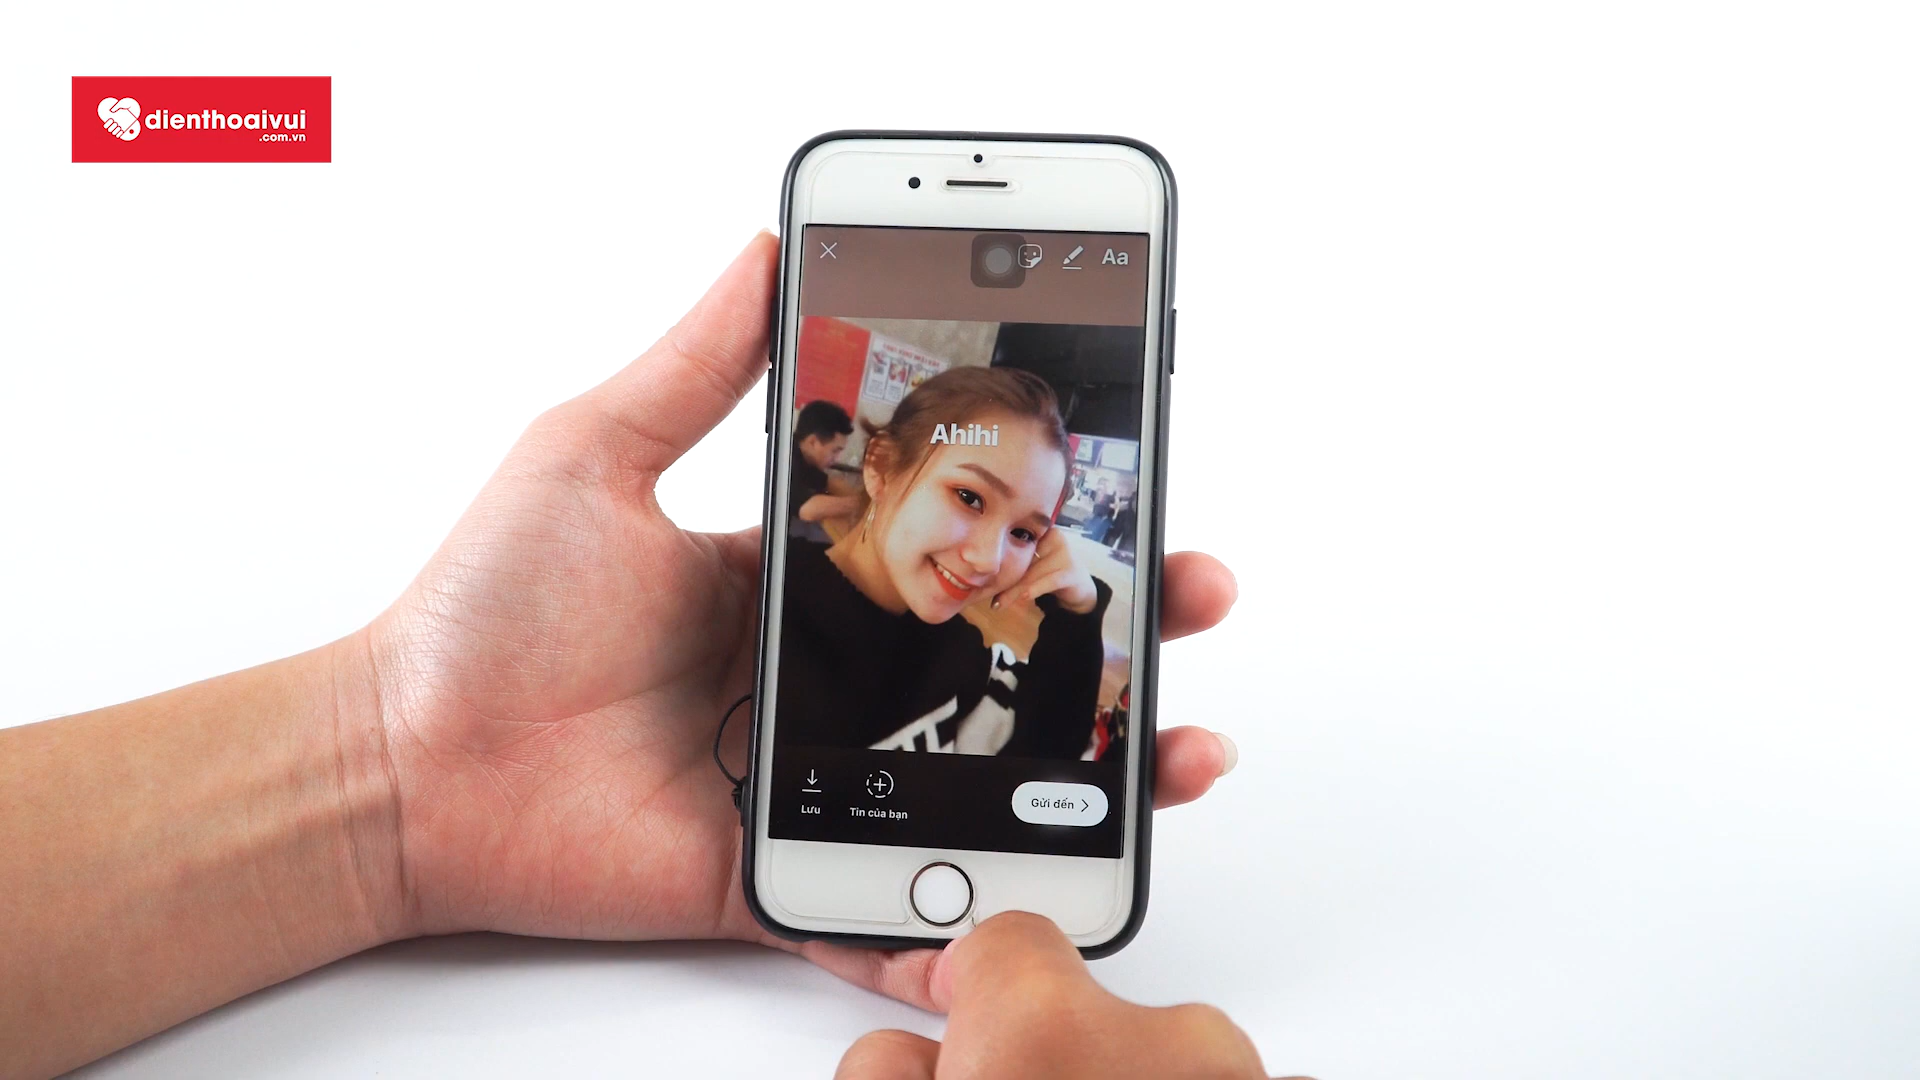 dienthoaivui
.com.vn
Aa
Ahihi
Lưu
Tin của bạn
Gửi đến